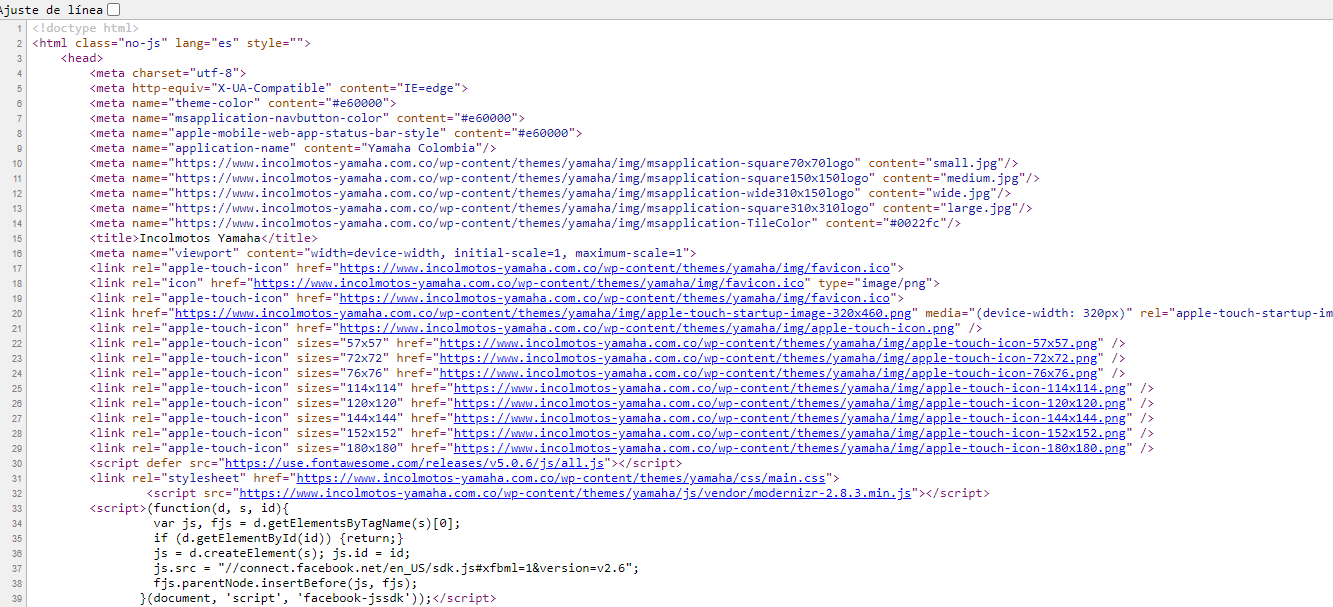 Ajuste de línea
1 <!doctype html>
2 <html class="no-js" lang="es" style="">
3 <head>
4 <meta charset="utf-8">
5 <meta http-equiv="X-UA-Compatible" content="IE=edge">
6 <meta name="theme-color" content="#e60000">
7 <meta name="msapplication-navbutton-color" content="#e60000">
8 <meta name="apple-mobile-web-app-status-bar-style" content="#e60000">
9 <meta name="application-name" content="Yamaha Colombia"/>
10 <meta name="https://www.incolmotos-yamaha.com.co/wp-content/themes/yamaha/img/msapplication-square70x70logo" content="small.jpg"/>
11 <meta name="https://www.incolmotos-yamaha.com.co/wp-content/themes/yamaha/img/msapplication-square150x150logo" content="medium.jpg"/>
12 <meta name="https://www.incolmotos-yamaha.com.co/wp-content/themes/yamaha/img/msapplication-wide310x150logo" content="wide.jpg"/>
13 <meta name="https://www.incolmotos-yamaha.com.co/wp-content/themes/yamaha/img/msapplication-square310x310logo" content="large.jpg"/>
14 <meta name="https://www.incolmotos-yamaha.com.co/wp-content/themes/yamaha/img/msapplication-TileColor" content="#0022fc"/>
15 <title>Incolmotos Yamaha</title>
16 <meta name="viewport" content="width=device-width, initial-scale=1, maximum-scale=1">
17 <link rel="apple-touch-icon" href="https://www.incolmotos-yamaha.com.co/wp-content/themes/yamaha/img/favicon.ico">
18 <link rel="icon" href="https://www.incolmotos-yamaha.com.co/wp-content/themes/yamaha/img/favicon.ico" type="image/png">
19 <link rel="apple-touch-icon" href="https://www.incolmotos-yamaha.com.co/wp-content/themes/yamaha/img/favicon.ico">
20 <link href="https://www.incolmotos-yamaha.com.co/wp-content/themes/yamaha/img/apple-touch-startup-image-320x460.png" media="(device-width: 320px)" rel="apple-touch-startup-im
21 <link rel="apple-touch-icon" href="https://www.incolmotos-yamaha.com.co/wp-content/themes/yamaha/img/apple-touch-icon.png" />
22 <link rel="apple-touch-icon" sizes="57x57" href="https://www.incolmotos-yamaha.com.co/wp-content/themes/yamaha/img/apple-touch-icon-57x57.png" />
23 <link rel="apple-touch-icon" sizes="72x72" href="https://www.incolmotos-yamaha.com.co/wp-content/themes/yamaha/img/apple-touch-icon-72x72.png" />
24 <link rel="apple-touch-icon" sizes="76x76" href="https://www.incolmotos-yamaha.com.co/wp-content/themes/yamaha/img/apple-touch-icon-76x76.png" />
25 <link rel="apple-touch-icon" sizes="114x114" href="https://www.incolmotos-yamaha.com.co/wp-content/themes/yamaha/img/apple-touch-icon-114x114.png" />
26 <link rel="apple-touch-icon" sizes="120x120" href="https://www.incolmotos-yamaha.com.co/wp-content/themes/yamaha/img/apple-touch-icon-120x120.png" />
27 <link rel="apple-touch-icon" sizes="144x144" href="https://www.incolmotos-yamaha.com.co/wp-content/themes/yamaha/img/apple-touch-icon-144x144.png" />
28 <link rel="apple-touch-icon" sizes="152x152" href="https://www.incolmotos-yamaha.com.co/wp-content/themes/yamaha/img/apple-touch-icon-152x152.png" />
29 <link rel="apple-touch-icon" sizes="180x180" href="https://www.incolmotos-yamaha.com.co/wp-content/themes/yamaha/img/apple-touch-icon-180x180.png" />
30 <script defer src="https://use.fontawesome.com/releases/v5.0.6/js/all.js"></script>
31 <link rel="stylesheet" href="https://www.incolmotos-yamaha.com.co/wp-content/themes/yamaha/css/main.css">
32 <script src="https://www.incolmotos-yamaha.com.co/wp-content/themes/yamaha/js/vendor/modernizr-2.8.3.min.js"></script>
33 <script>(function(d, s, id){
34 var js, fjs = d.getElementsByTagName(s)[0];
35 if (d.getElementById(id)) {return;}
36 js = d.createElement(s); js.id = id;
37 js.src = "//connect.facebook.net/en_US/sdk.js#xfbml=1&version=v2.6";
38 fjs.parentNode.insertBefore(js, fjs);
39 }(document, 'script', 'facebook-jssdk'));</script>